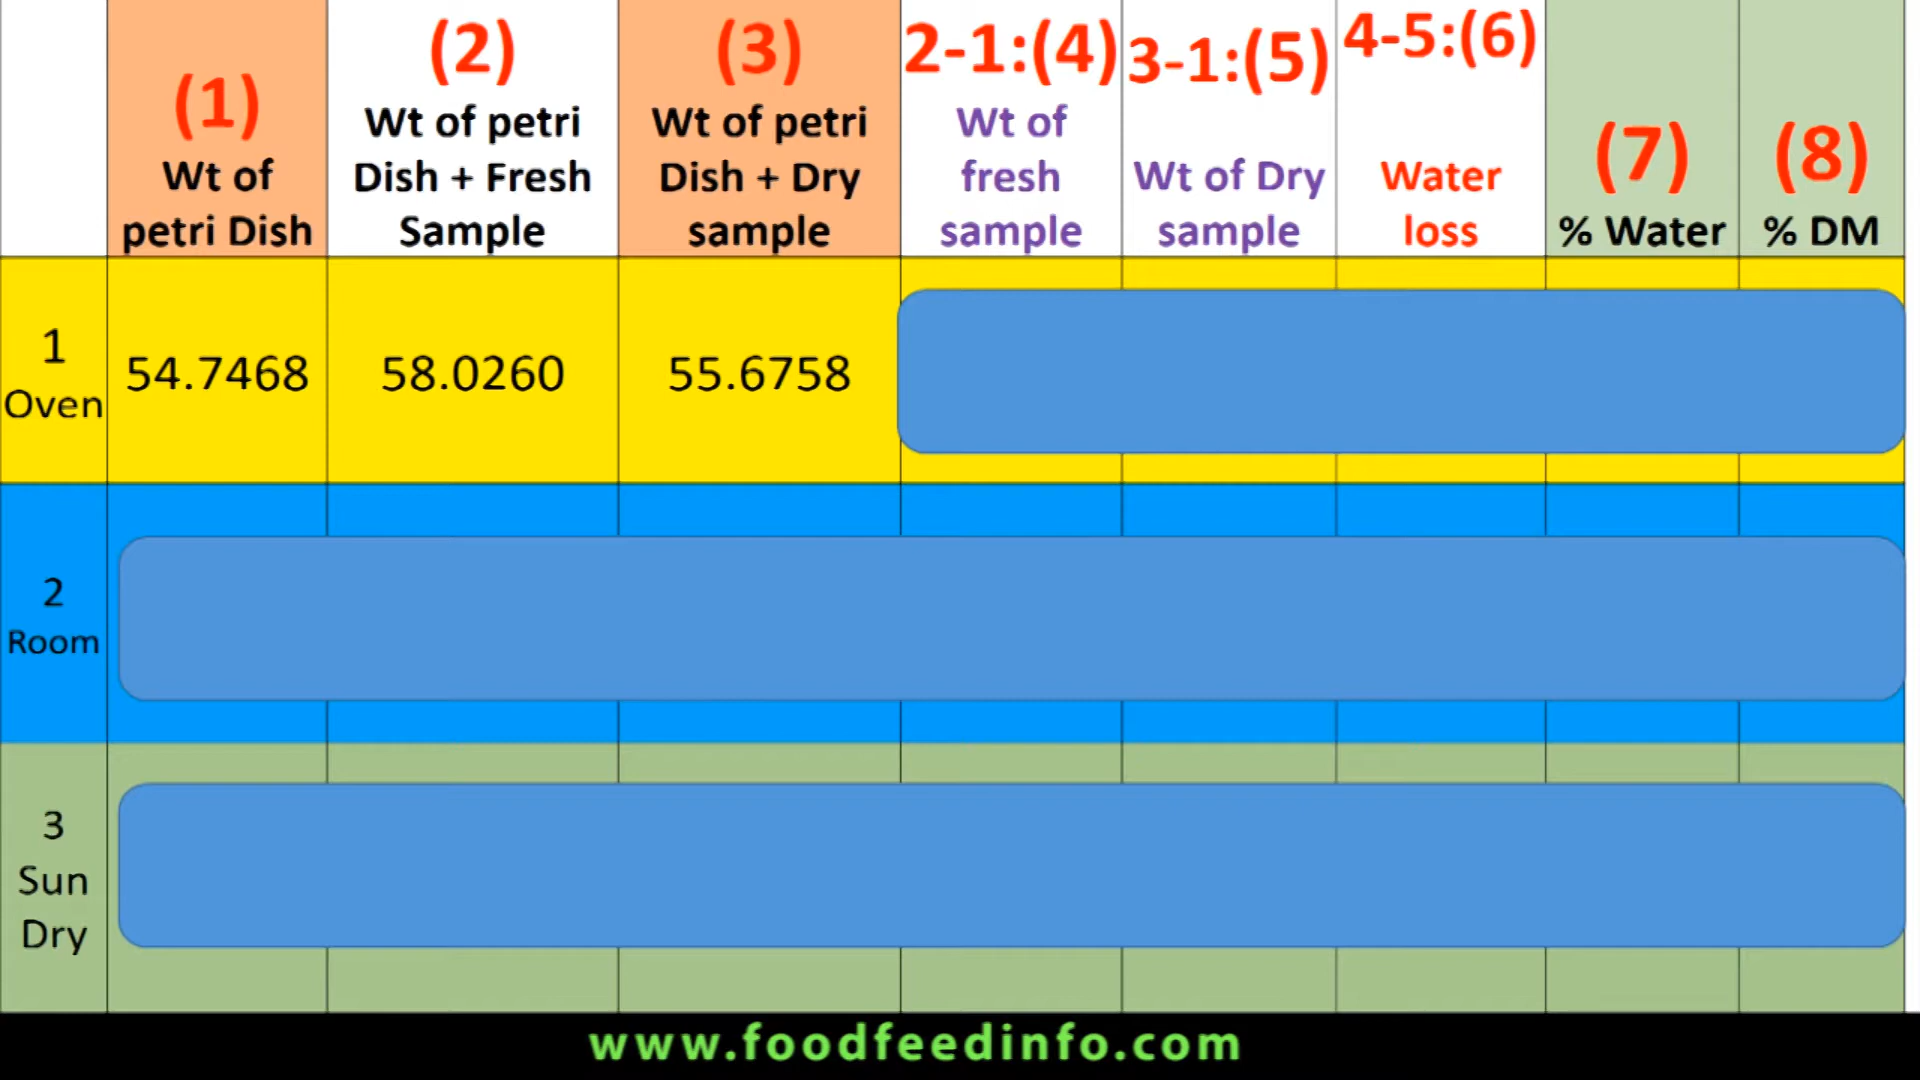 (1)
Wt of
petri Dish
(2)
Wt of petri
Dish + Fresh
Sample
(3)
Wt of petri
Dish + Dry
sample
2-1:(4)
Wt of
fresh
sample
3-1:(5)
Wt of Dry
sample
4-5:(6)
Water
loss
(7)
% Water
(8)
% DM
1
Oven
54.7468
58.0260
55.6758
2
Room
3
Sun
Dry
www.foodfeedinfo.com